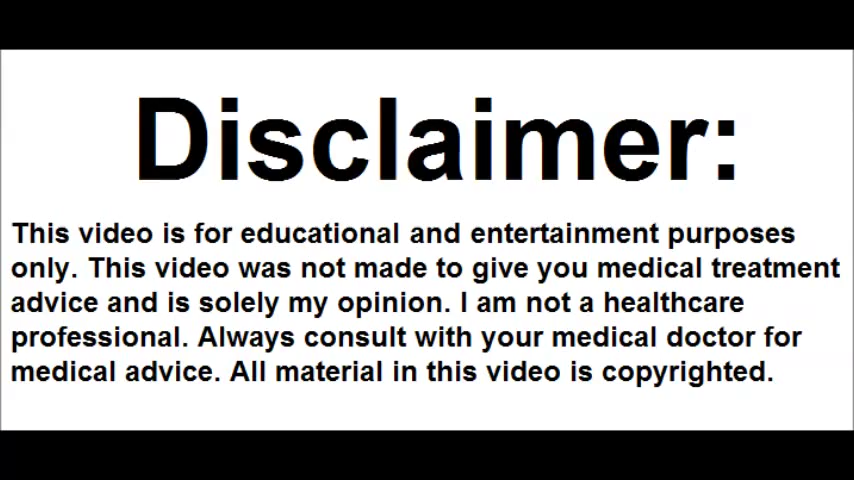 Disclaimer:
This video is for educational and entertainment purposes
only. This video was not made to give you medical treatment
advice and is solely my opinion. I am not a healthcare
professional. Always consult with your medical doctor for
medical advice. All material in this video is copyrighted.